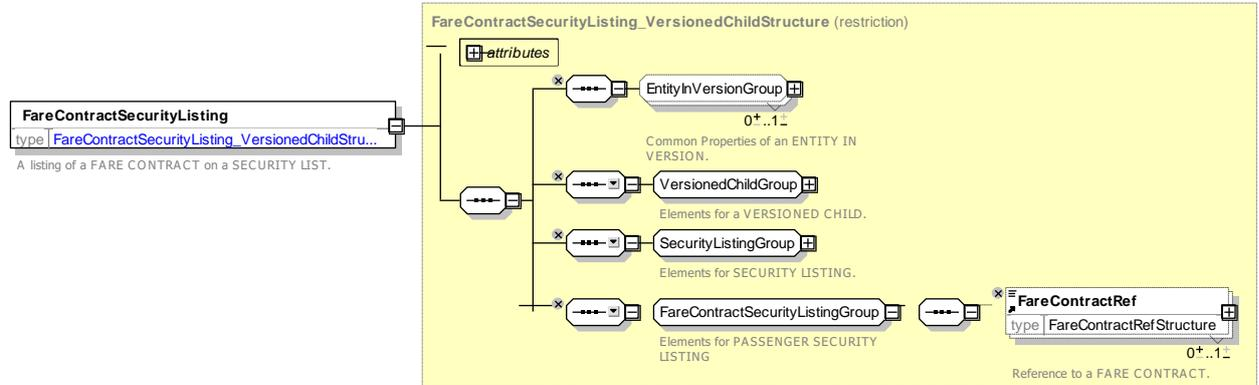 FareContractSecurityListing_VersionedChildStructure (restriction)
attributes
EntityInVersionGroup
0..1
Common Properties of an ENTITY IN
VERSION.
FareContractSecurityListing
type FareContractSecurityListing_VersionedChildStru...
A listing of a FARE CONTRACT on a SECURITY LIST.
VersionedChildGroup
Elements for a VERSIONED CHILD.
SecurityListingGroup
Elements for SECURITY LISTING.
FareContractSecurityListingGroup
Elements for PASSENGER SECURITY
LISTING
FareContractRef
type FareContractRefStructure
0..1
Reference to a FARE CONTRACT.